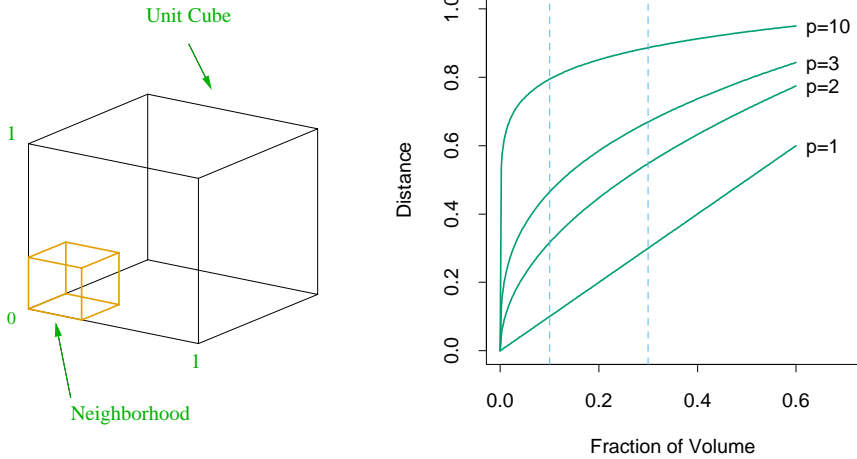 Unit Cube
1
0
1
Neighborhood
1.0
0.8
0.6
0.4
0.2
0.0
Distance
p=10
p=3
p=2
p=1
0.0 0.2 0.4 0.6
Fraction of Volume